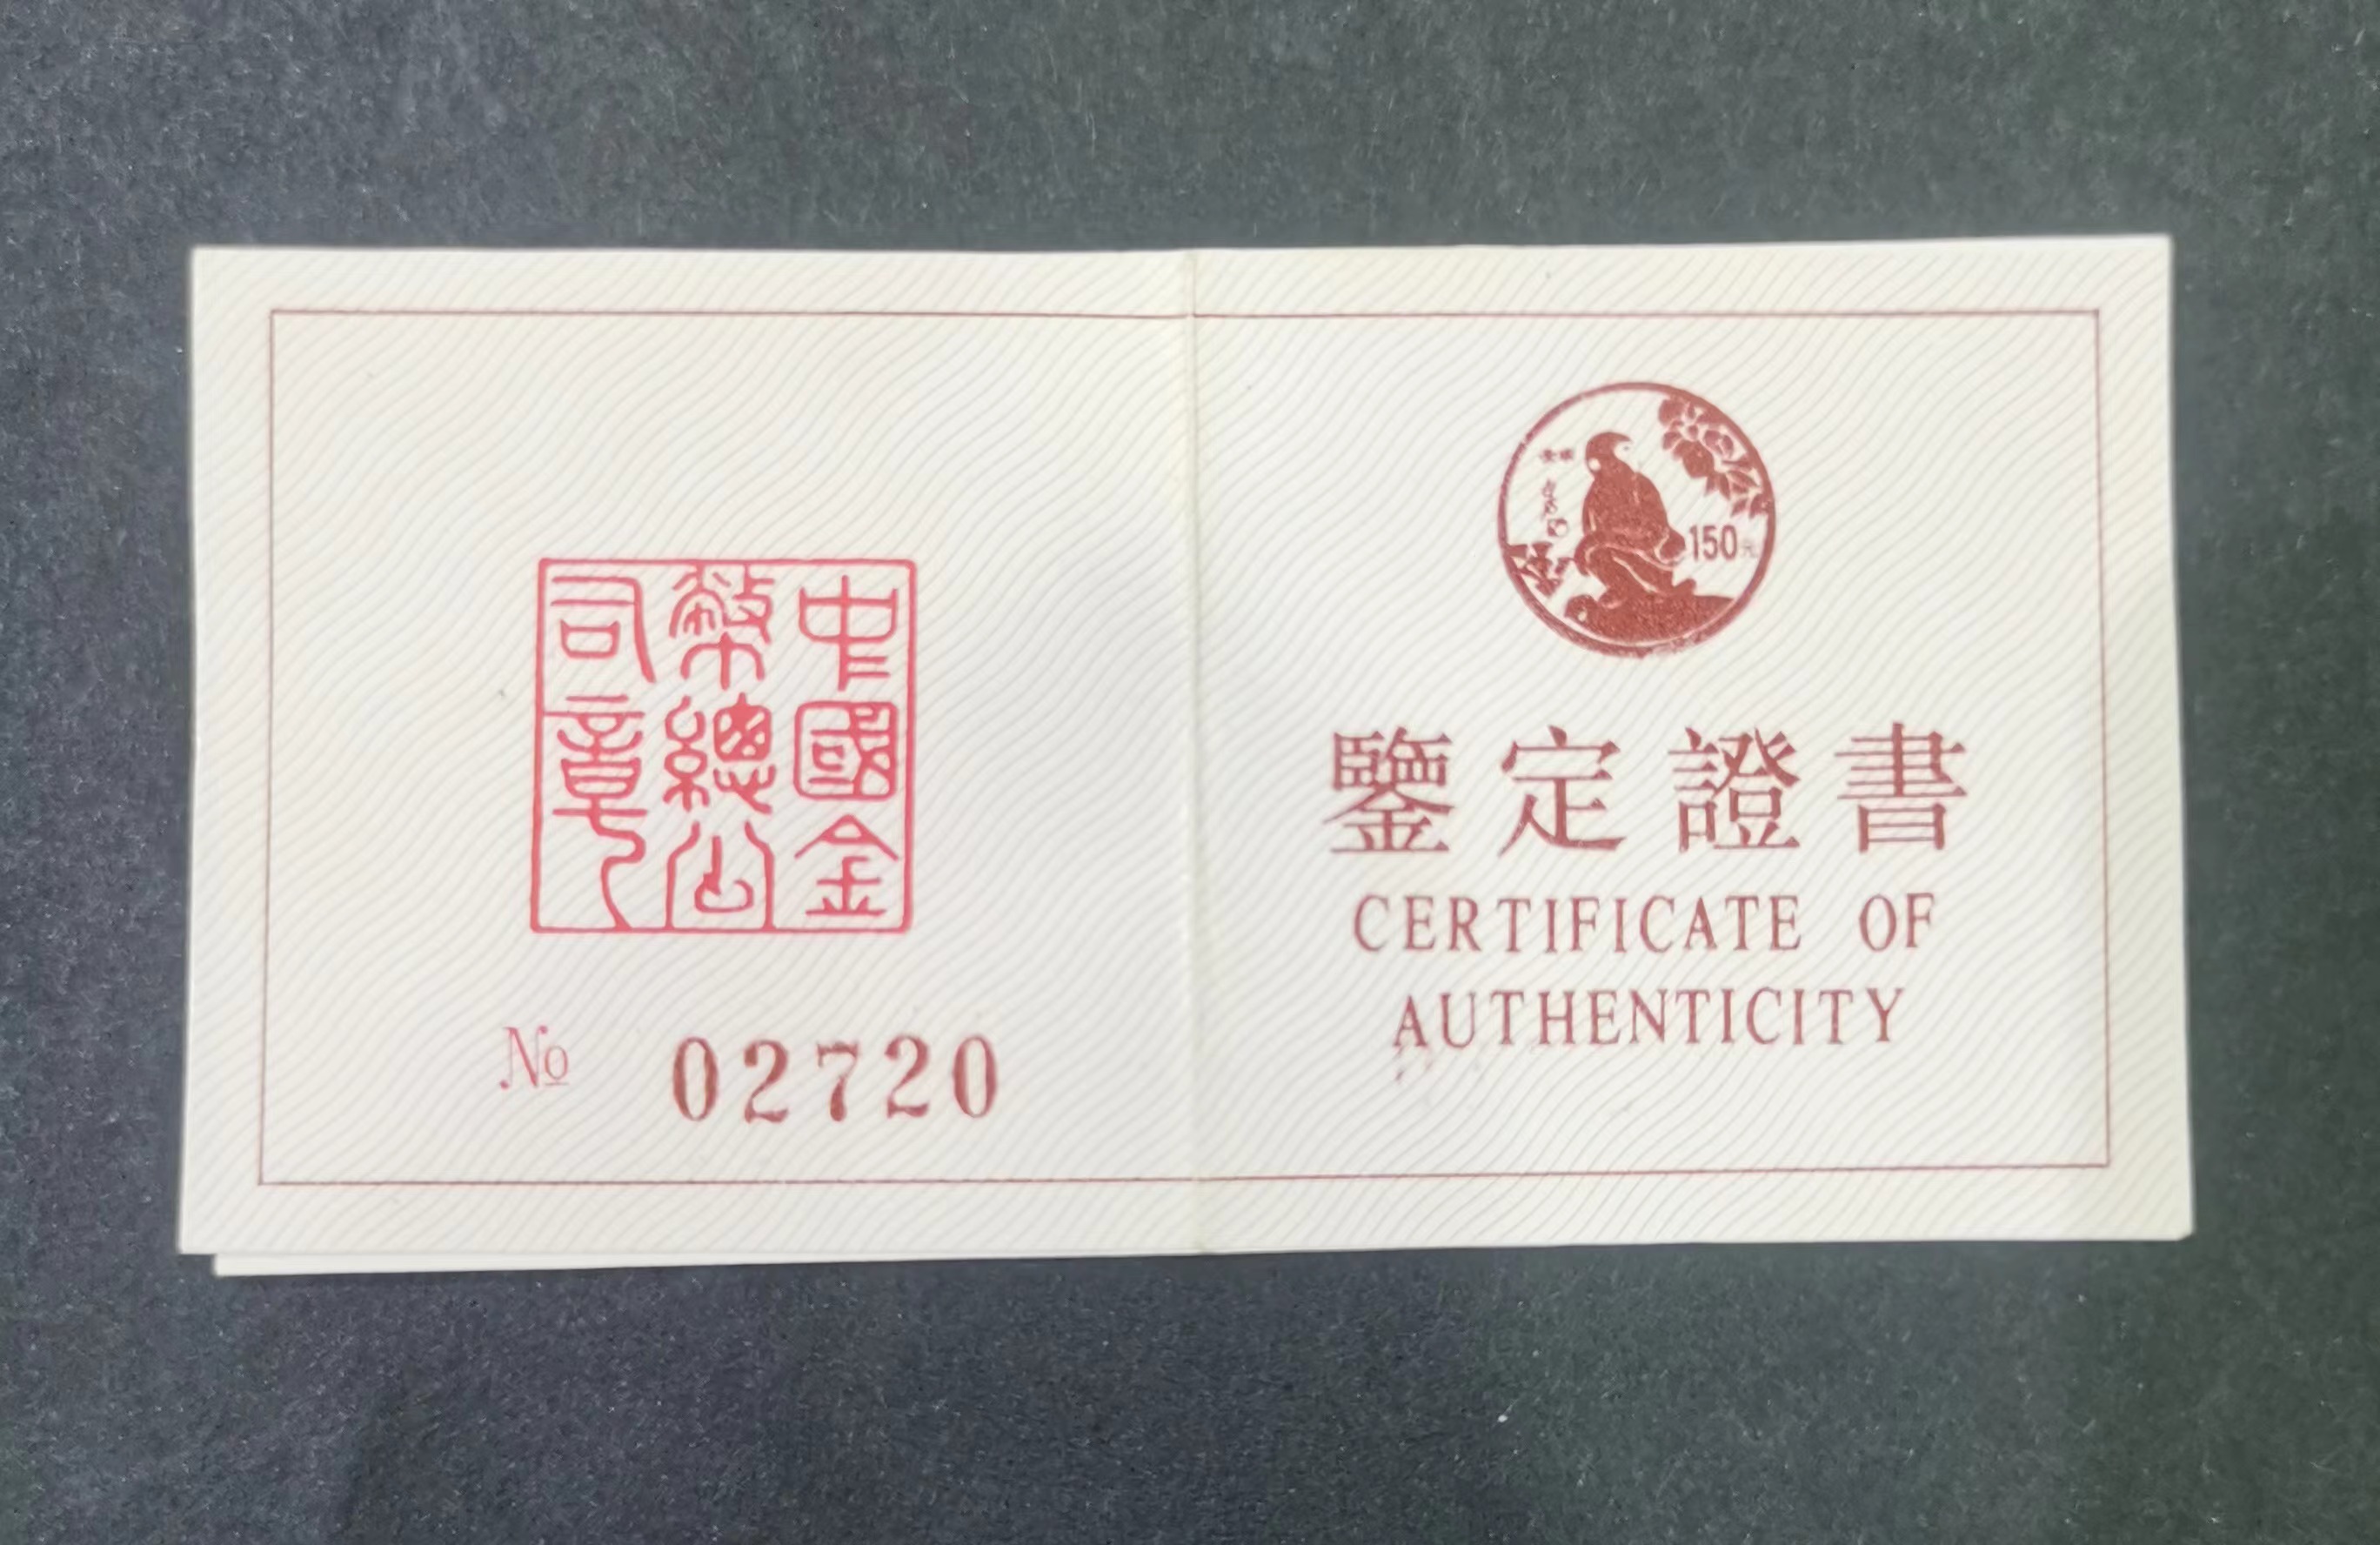 中國金
幣總公
司章
№ 02720
150元
鑒定證書
CERTIFICATE OF
AUTHENTICITY